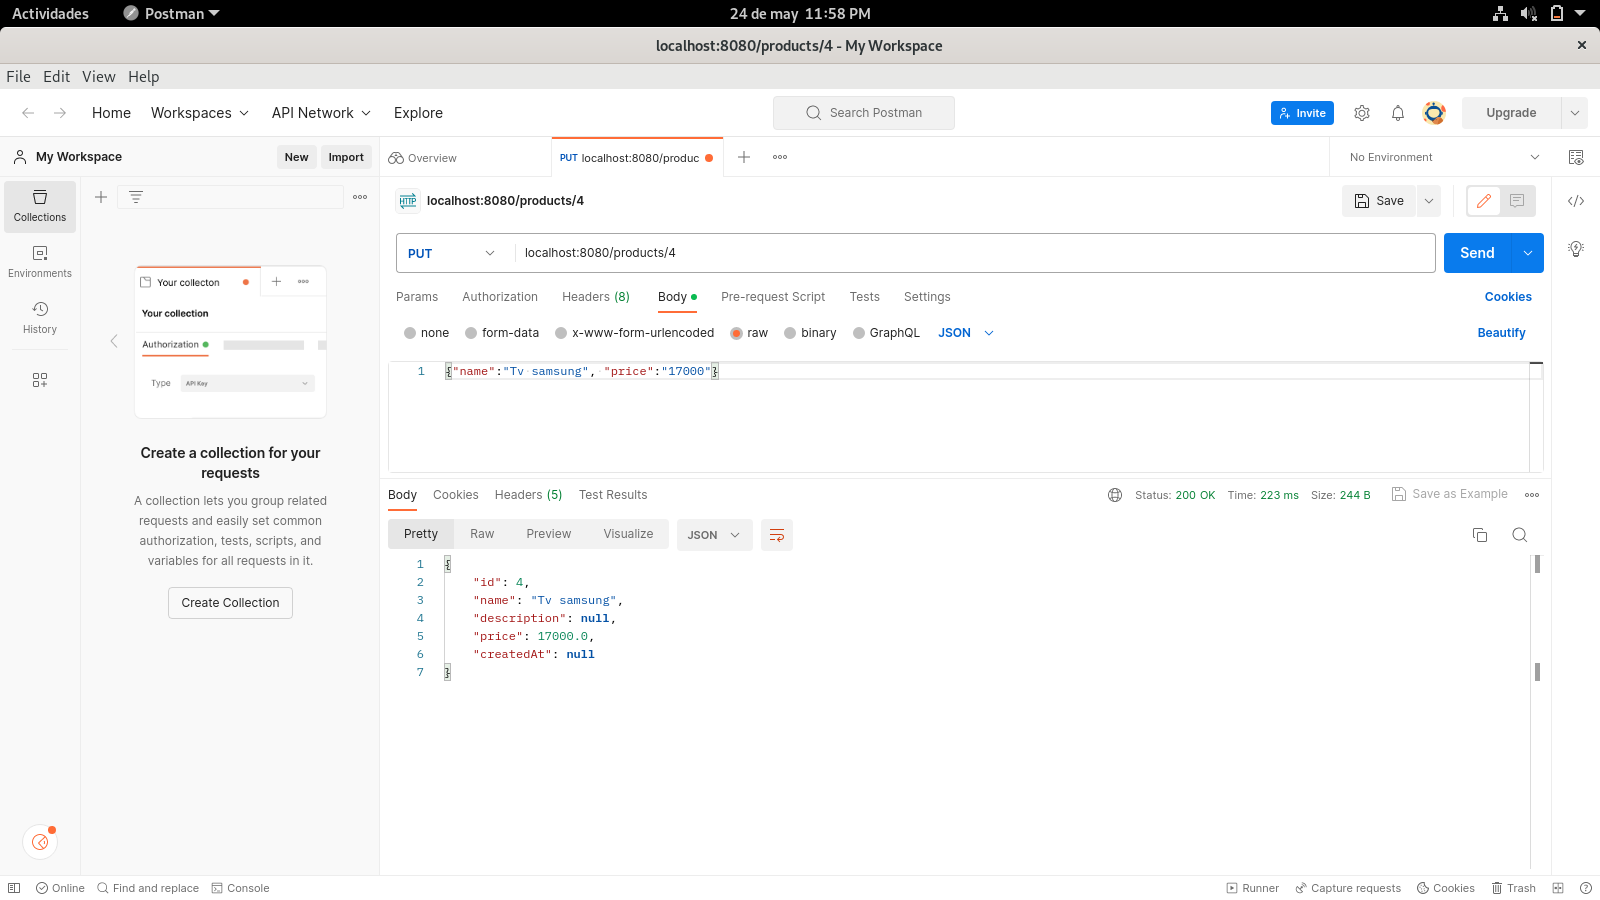 Actividades Postman 24 de may 11:58 PM
localhost:8080/products/4 - My Workspace
File Edit View Help
Home Workspaces API Network Explore Search Postman Invite Upgrade
My Workspace New Import Overview PUT localhost:8080/produc No Environment
Collections
Environments
History
Your collecton
Your collection
Authorization
Type API Key
Create a collection for your
requests
A collection lets you group related
requests and easily set common
authorization, tests, scripts, and
variables for all requests in it.
Create Collection
HTTP localhost:8080/products/4 Save
PUT localhost:8080/products/4 Send
Params Authorization Headers (8) Body Pre-request Script Tests Settings Cookies
none form-data x-www-form-urlencoded raw binary GraphQL JSON Beautify
1 {"name":"Tv samsung", "price":"17000"}
Body Cookies Headers (5) Test Results Status: 200 OK Time: 223 ms Size: 244 B Save as Example
Pretty Raw Preview Visualize JSON
1 {
2 "id": 4,
3 "name": "Tv samsung",
4 "description": null,
5 "price": 17000.0,
6 "createdAt": null
7 }
Online Find and replace Console Runner Capture requests Cookies Trash